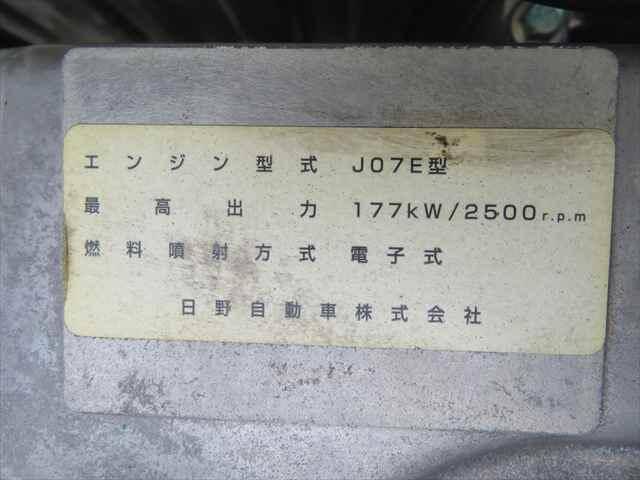 エンジン型式 J07E型
最高出力 177kW/2500r.p.m
燃料噴射方式 電子式
日野自動車株式会社